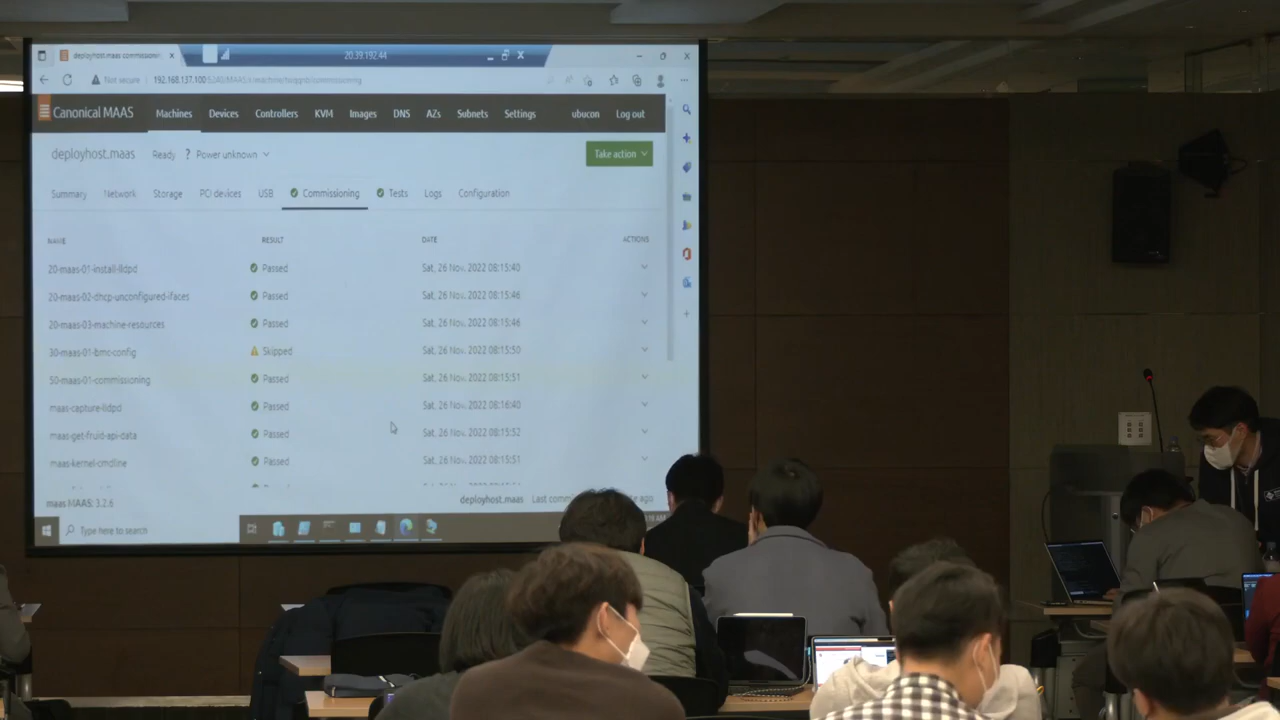 deployhost.maas commission
20.39.192.44
Not secure 192.168.137.100
Canonical MAAS Machines Devices Controllers KVM Images DNS AZs Subnets Settings ubucon Log out
deployhost.maas Ready ? Power unknown Take action
Summary Network Storage PCI devices USB Commissioning Tests Logs Configuration
NAME RESULT DATE ACTIONS
20-maas-01-install-lldpd Passed Sat, 26 Nov. 2022 08:15:40
20-maas-02-dhcp-unconfigured-ifaces Passed Sat, 26 Nov. 2022 08:15:46
20-maas-03-machine-resources Passed Sat, 26 Nov. 2022 08:15:46
30-maas-01-bmc-config Skipped Sat, 26 Nov. 2022 08:15:50
50-maas-01-commissioning Passed Sat, 26 Nov. 2022 08:15:51
maas-capture-lldpd Passed Sat, 26 Nov. 2022 08:16:40
maas-get-fruid-api-data Passed Sat, 26 Nov. 2022 08:15:52
maas-kernel-cmdline Passed Sat, 26 Nov. 2022 08:15:51
maas MAAS: 3.2.6 deployhost.maas Last commi ago
Type here to search